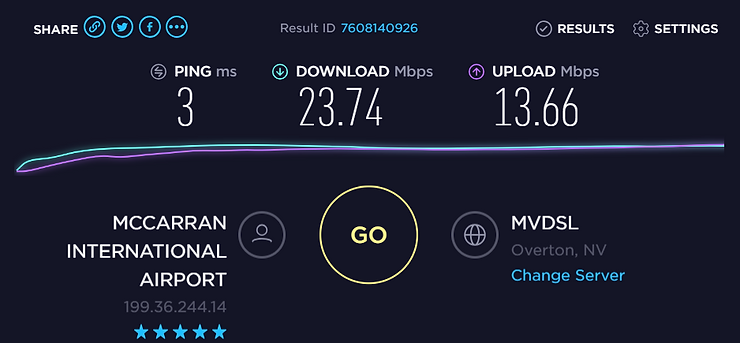 SHARE Result ID 7608140926 RESULTS SETTINGS
PING ms DOWNLOAD Mbps UPLOAD Mbps
3 23.74 13.66
MCCARRAN
INTERNATIONAL
AIRPORT
199.36.244.14
GO
MVDSL
Overton, NV
Change Server